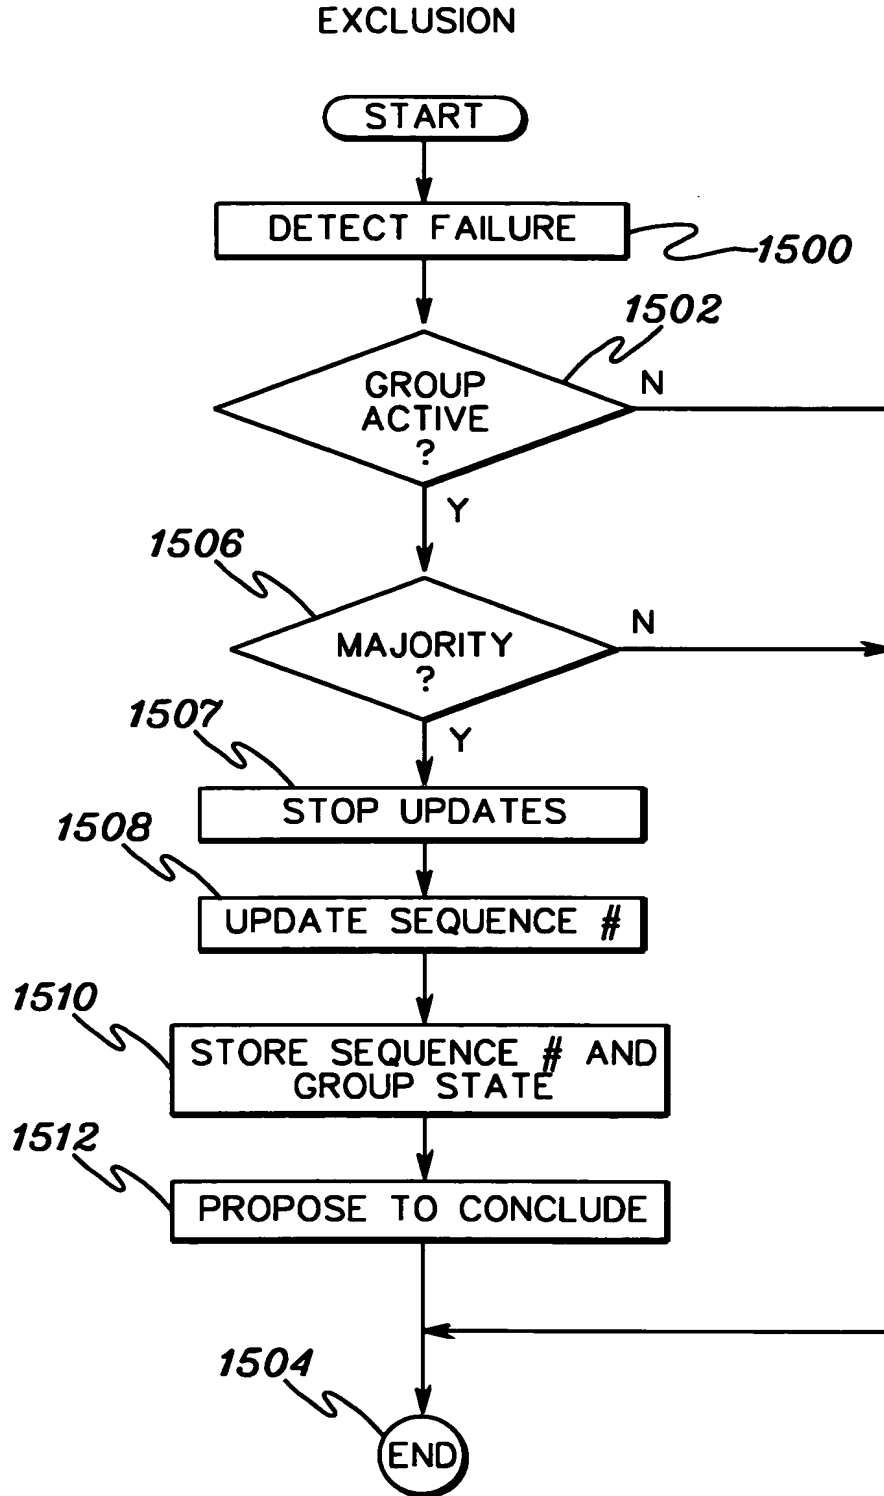 EXCLUSION
START
DETECT FAILURE
1500
1502
GROUP
ACTIVE
?
N
Y
1506
MAJORITY
?
N
Y
1507
STOP UPDATES
1508
UPDATE SEQUENCE #
1510
STORE SEQUENCE # AND
GROUP STATE
1512
PROPOSE TO CONCLUDE
1504
END